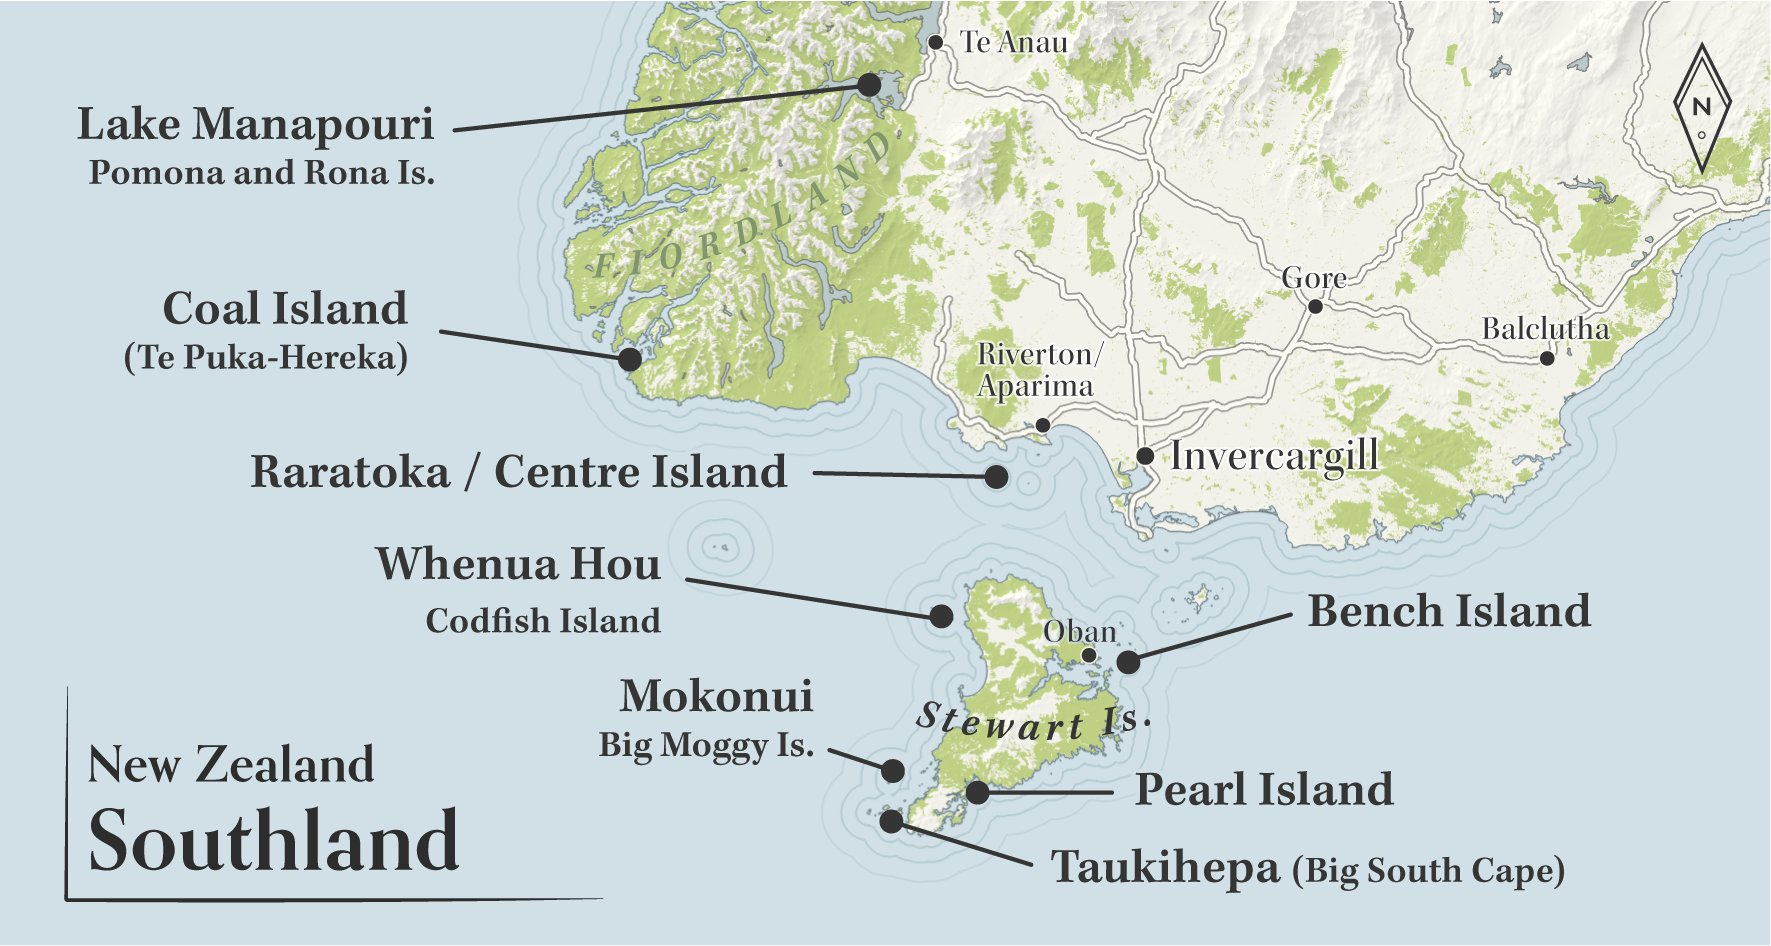 Te Anau
N
Lake Manapouri
Pomona and Rona Is.
FIORDLAND
Coal Island
(Te Puka-Hereka)
Gore
Balclutha
Riverton/
Aparima
Invercargill
Raratoka / Centre Island
Whenua Hou
Codfish Island
Bench Island
Oban
Mokonui
Big Moggy Is.
Stewart Is.
Pearl Island
Taukihepa (Big South Cape)
New Zealand
Southland